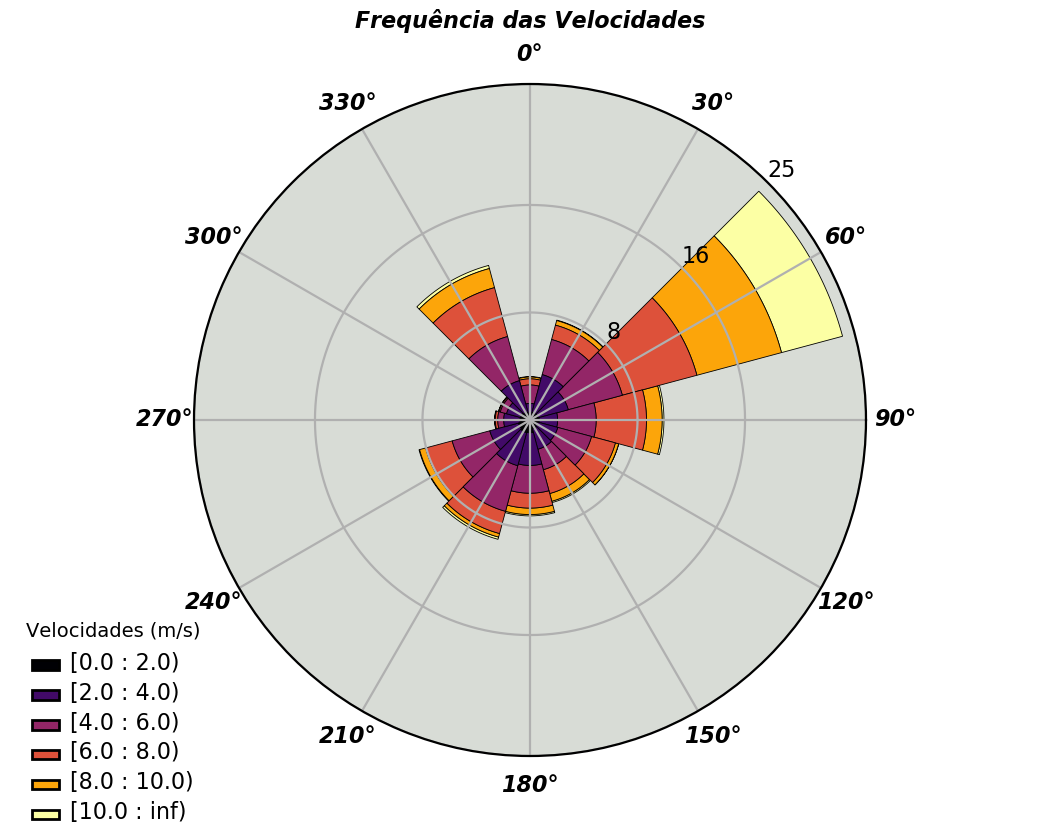 Frequência das Velocidades
0°
330°
30°
25
300°
60°
16
8
270°
90°
240°
120°
210°
150°
180°
Velocidades (m/s)
[0.0 : 2.0)
[2.0 : 4.0)
[4.0 : 6.0)
[6.0 : 8.0)
[8.0 : 10.0)
[10.0 : inf)